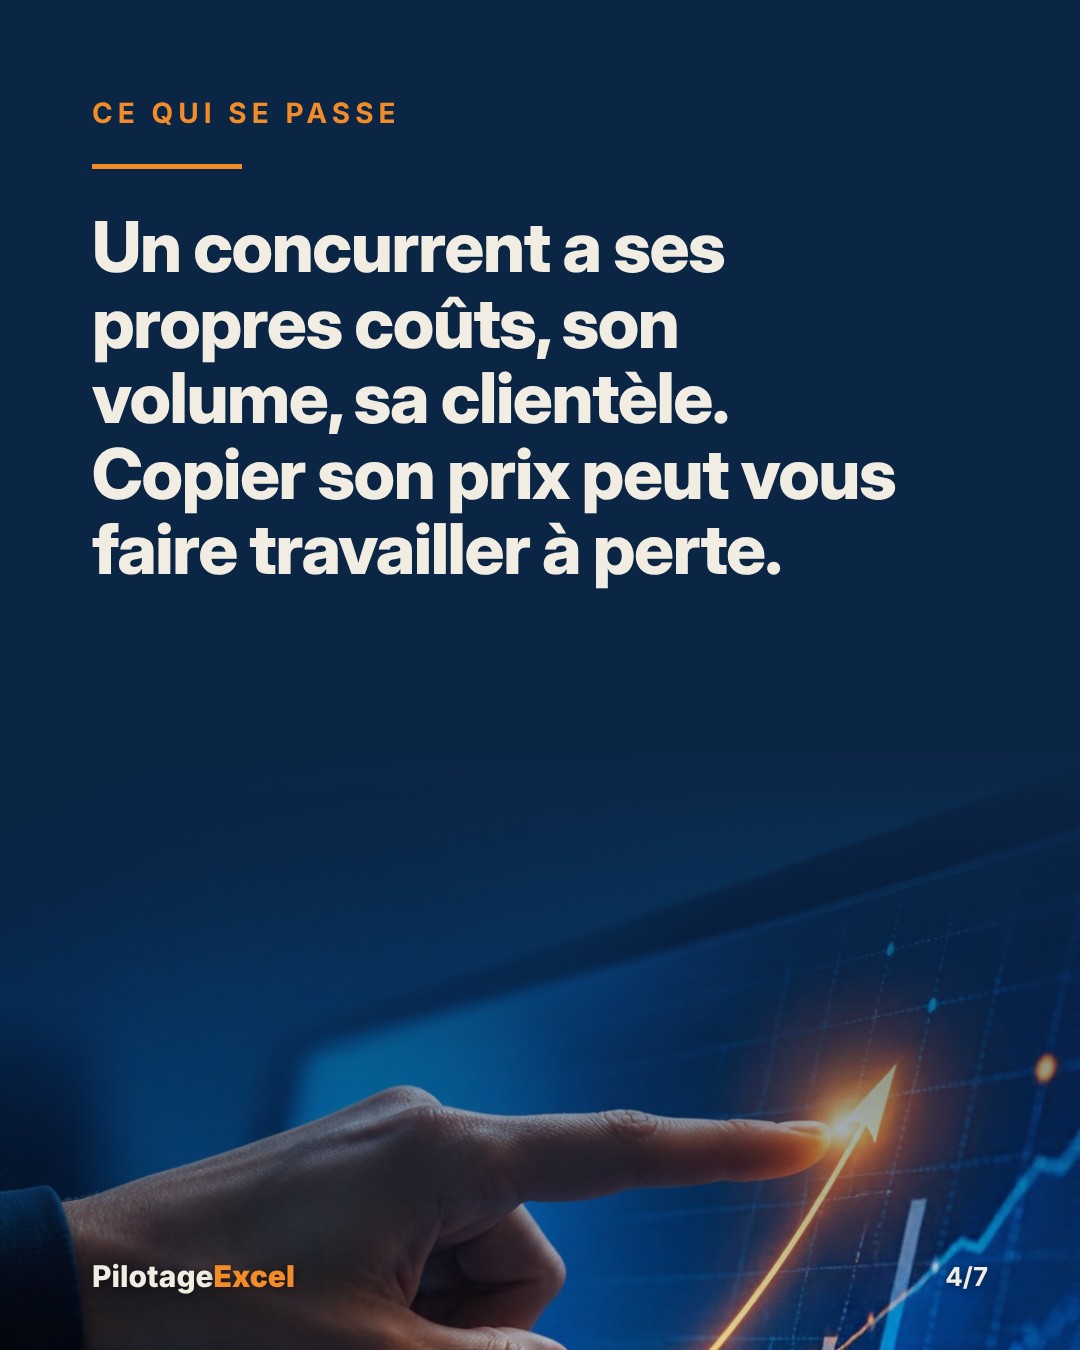 CE QUI SE PASSE
Un concurrent a ses
propres coûts, son
volume, sa clientèle.
Copier son prix peut vous
faire travailler à perte.
PilotageExcel
4/7